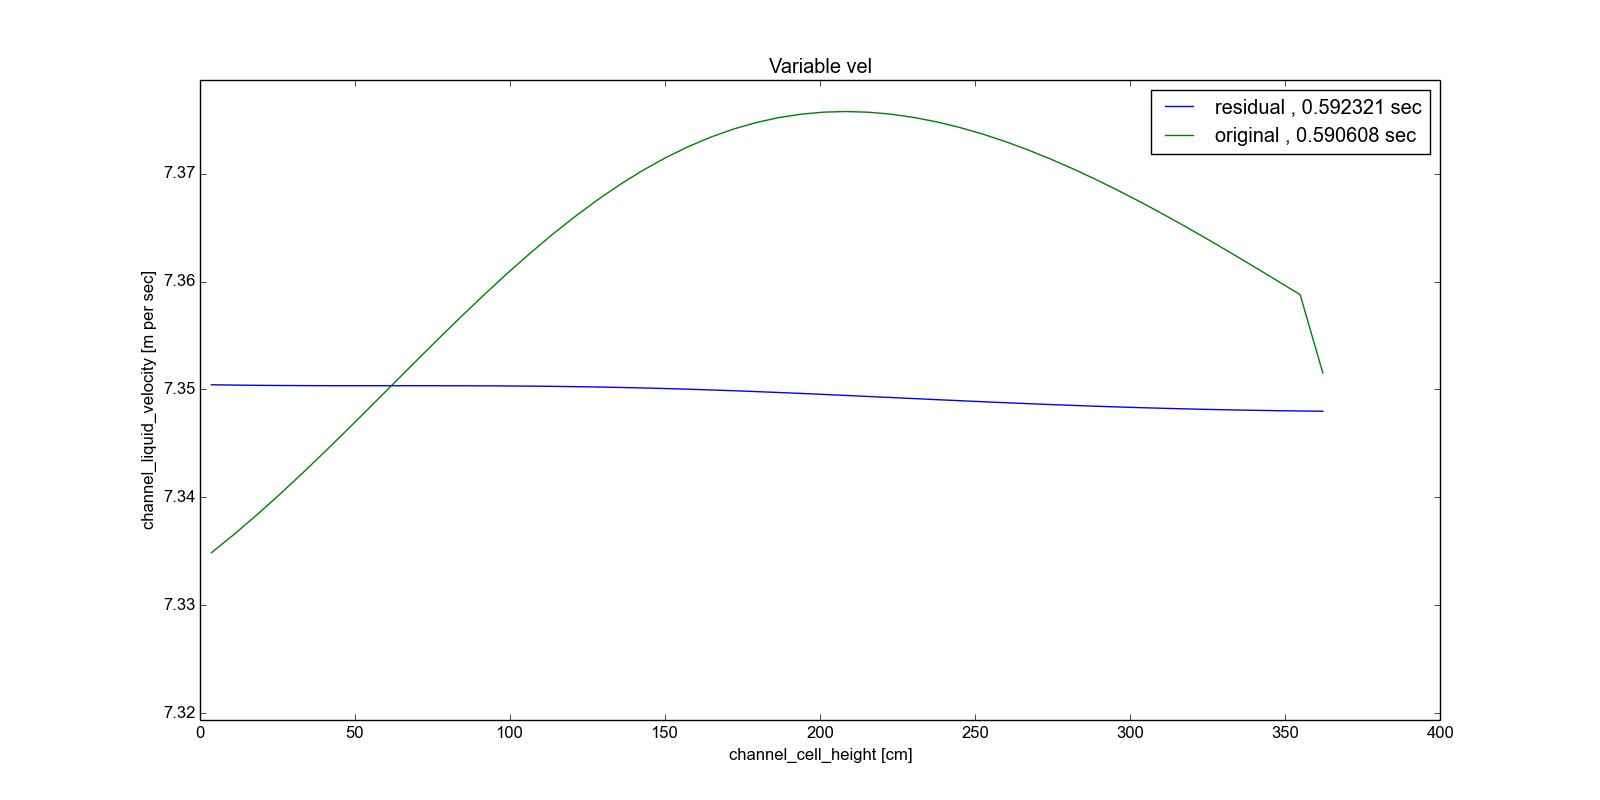 Variable vel
residual , 0.592321 sec
original , 0.590608 sec
channel_liquid_velocity [m per sec]
7.37
7.36
7.35
7.34
7.33
7.32
0 50 100 150 200 250 300 350 400
channel_cell_height [cm]